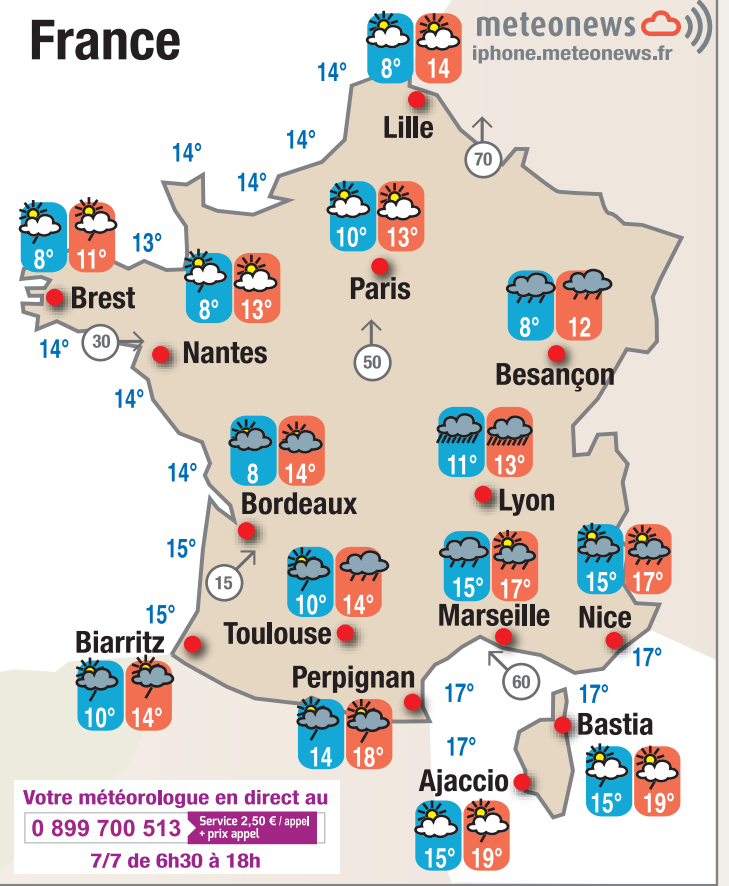 France
meteonews
iphone.meteonews.fr
8° 14
14°
Lille
14°
70
14°
14°
10° 13°
8° 11°
13°
8° 13°
Paris
Brest
8° 12
30
14°
Nantes
50
Besançon
14°
8 14°
11° 13°
14°
Bordeaux
Lyon
15°
15
10° 14°
15° 17°
15° 17°
15°
Marseille
Nice
Biarritz
Toulouse
17°
10° 14°
Perpignan
17°
60
17°
14 18°
Bastia
17°
Ajaccio
15° 19°
15° 19°
Votre météorologue en direct au
0 899 700 513
Service 2,50 € / appel
+ prix appel
7/7 de 6h30 à 18h